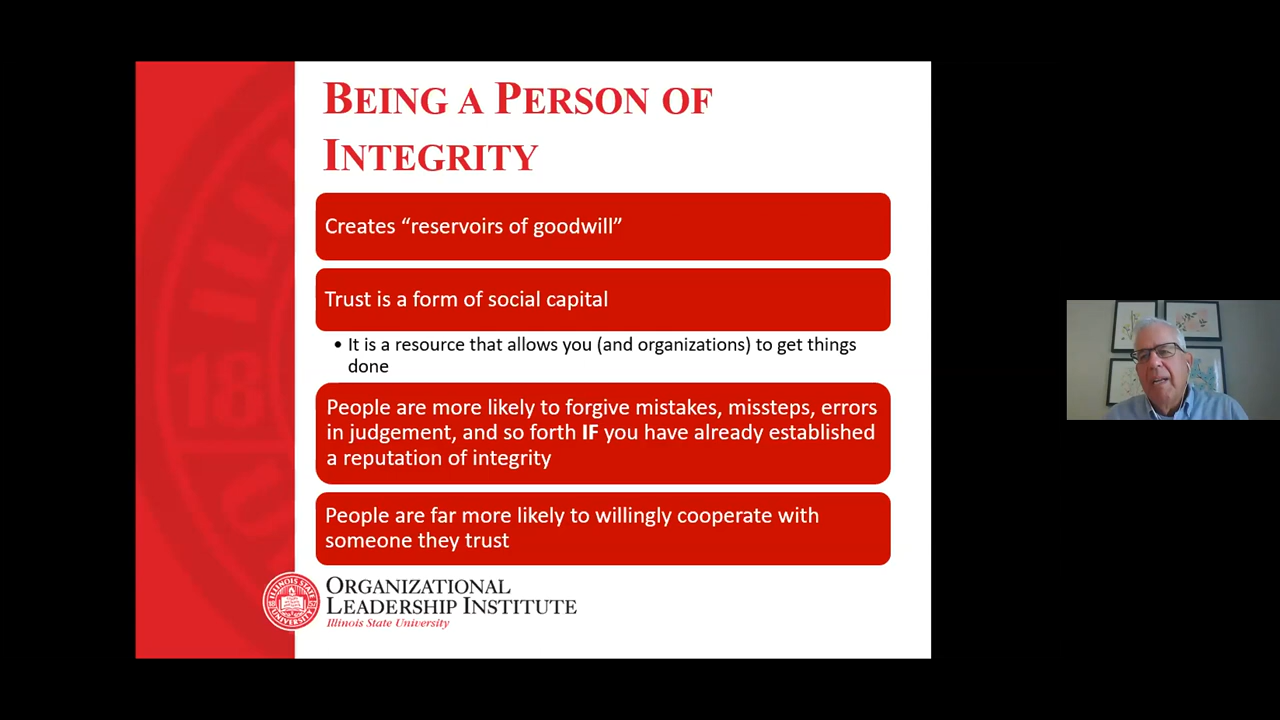 BEING A PERSON OF
INTEGRITY
Creates “reservoirs of goodwill”
Trust is a form of social capital
• It is a resource that allows you (and organizations) to get things
done
People are more likely to forgive mistakes, missteps, errors
in judgement, and so forth IF you have already established
a reputation of integrity
People are far more likely to willingly cooperate with
someone they trust
ILLINOIS STATE
UNIVERSITY
ORGANIZATIONAL
LEADERSHIP INSTITUTE
Illinois State University